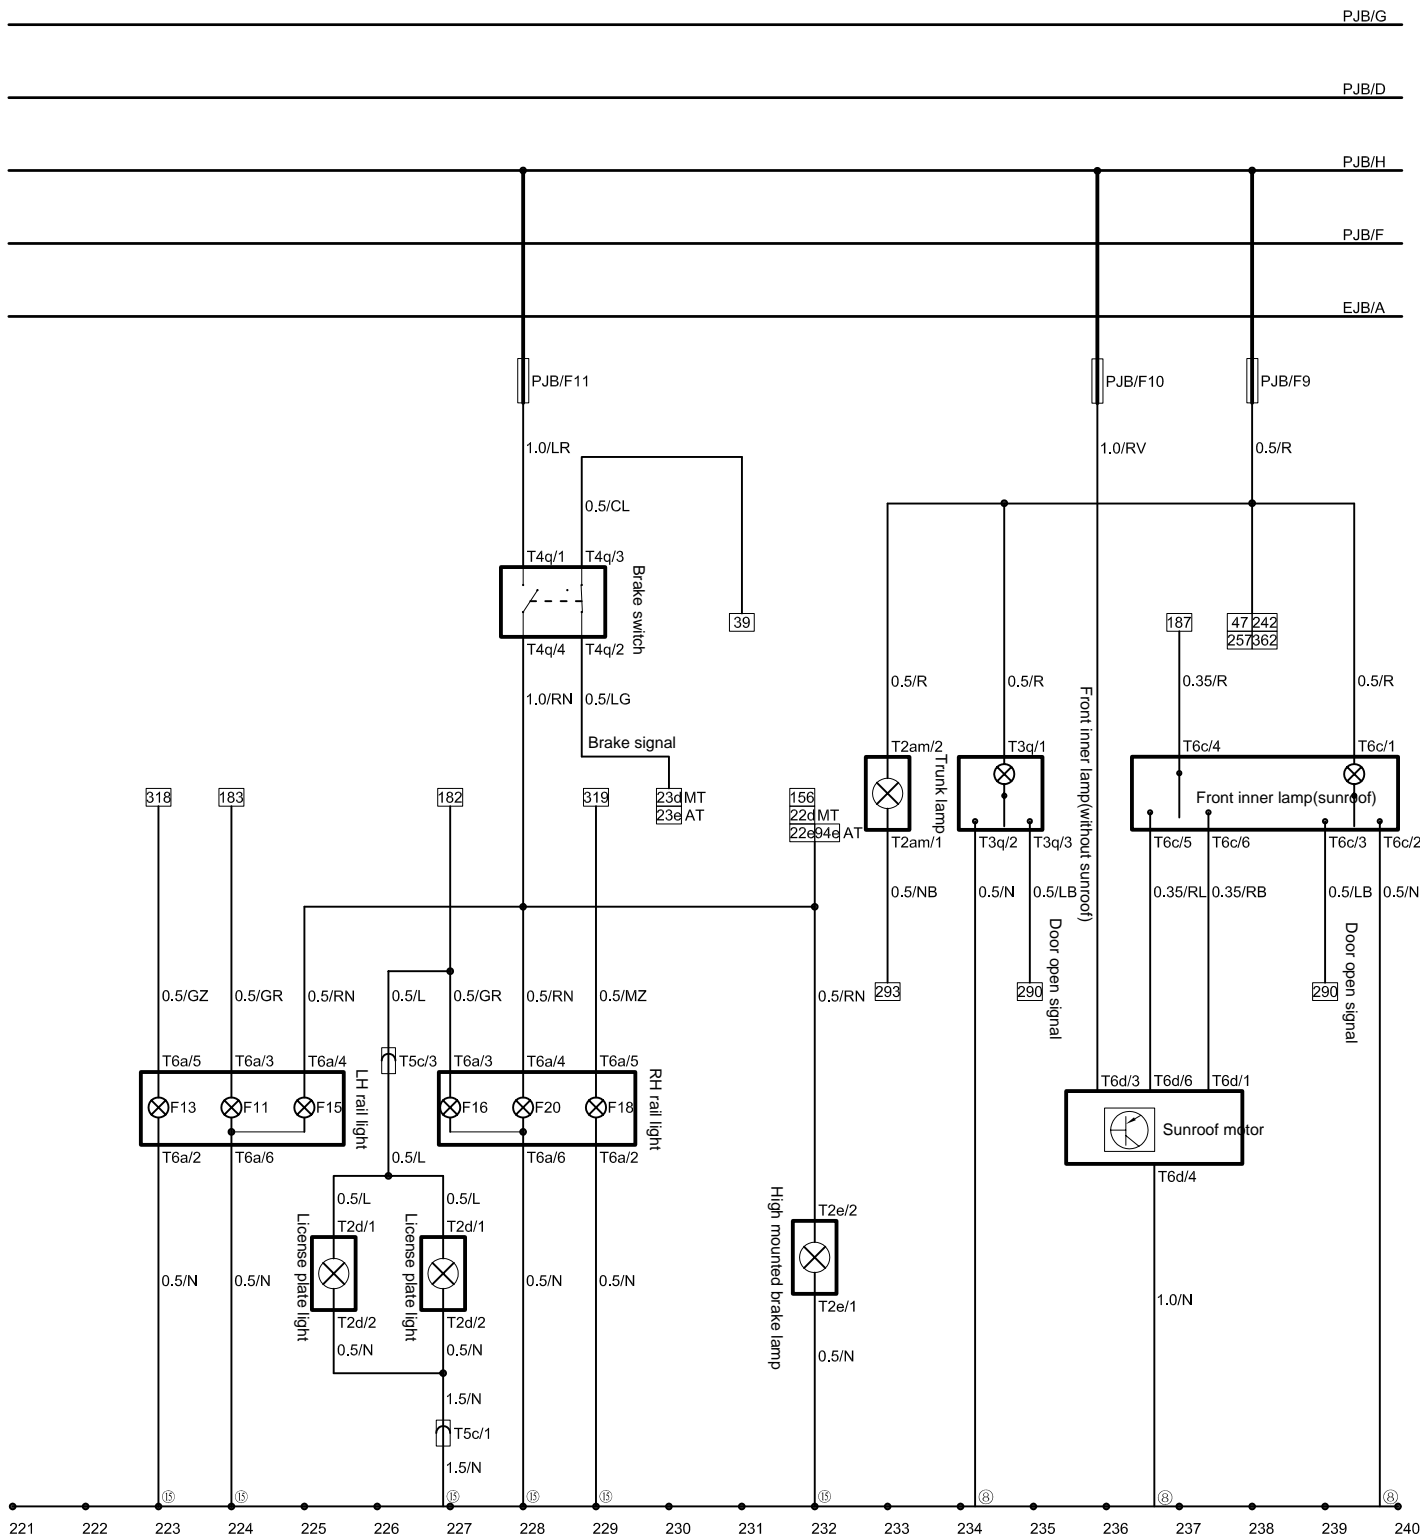 PJB/G
PJB/D
PJB/H
PJB/F
EJB/A
PJB/F11
PJB/F10
PJB/F9
1.0/LR
1.0/RV
0.5/R
0.5/CL
T4q/1
T4q/3
Brake switch
39
187
47 242
257 362
T4q/4
T4q/2
0.5/R
0.5/R
0.35/R
0.5/R
1.0/RN
0.5/LG
Front inner lamp(without sunroof)
Brake signal
T2am/2
T3q/1
T6c/4
T6c/1
Trunk lamp
318
183
182
319
23d MT
23e AT
156
22d MT
22e 94e AT
Front inner lamp(sunroof)
T2am/1
T3q/2
T3q/3
T6c/5
T6c/6
T6c/3
T6c/2
0.5/NB
0.5/N
0.5/LB
0.35/RL
0.35/RB
0.5/LB
0.5/N
Door open signal
Door open signal
293
290
290
0.5/GZ
0.5/GR
0.5/RN
0.5/L
0.5/GR
0.5/RN
0.5/MZ
0.5/RN
T6a/5
T6a/3
T6a/4
T5c/3
T6a/3
T6a/4
T6a/5
LH rail light
RH rail light
T6d/3
T6d/6
T6d/1
F13
F11
F15
F16
F20
F18
Sunroof motor
T6a/2
T6a/6
0.5/L
T6a/6
T6a/2
T6d/4
0.5/L
0.5/L
T2d/1
T2d/1
License plate light
License plate light
High mounted brake lamp
T2e/2
0.5/N
0.5/N
0.5/N
0.5/N
1.0/N
T2e/1
T2d/2
T2d/2
0.5/N
0.5/N
0.5/N
1.5/N
T5c/1
1.5/N
⑮ ⑮ ⑮ ⑮ ⑮ ⑮ ⑧ ⑧ ⑧
221 222 223 224 225 226 227 228 229 230 231 232 233 234 235 236 237 238 239 240